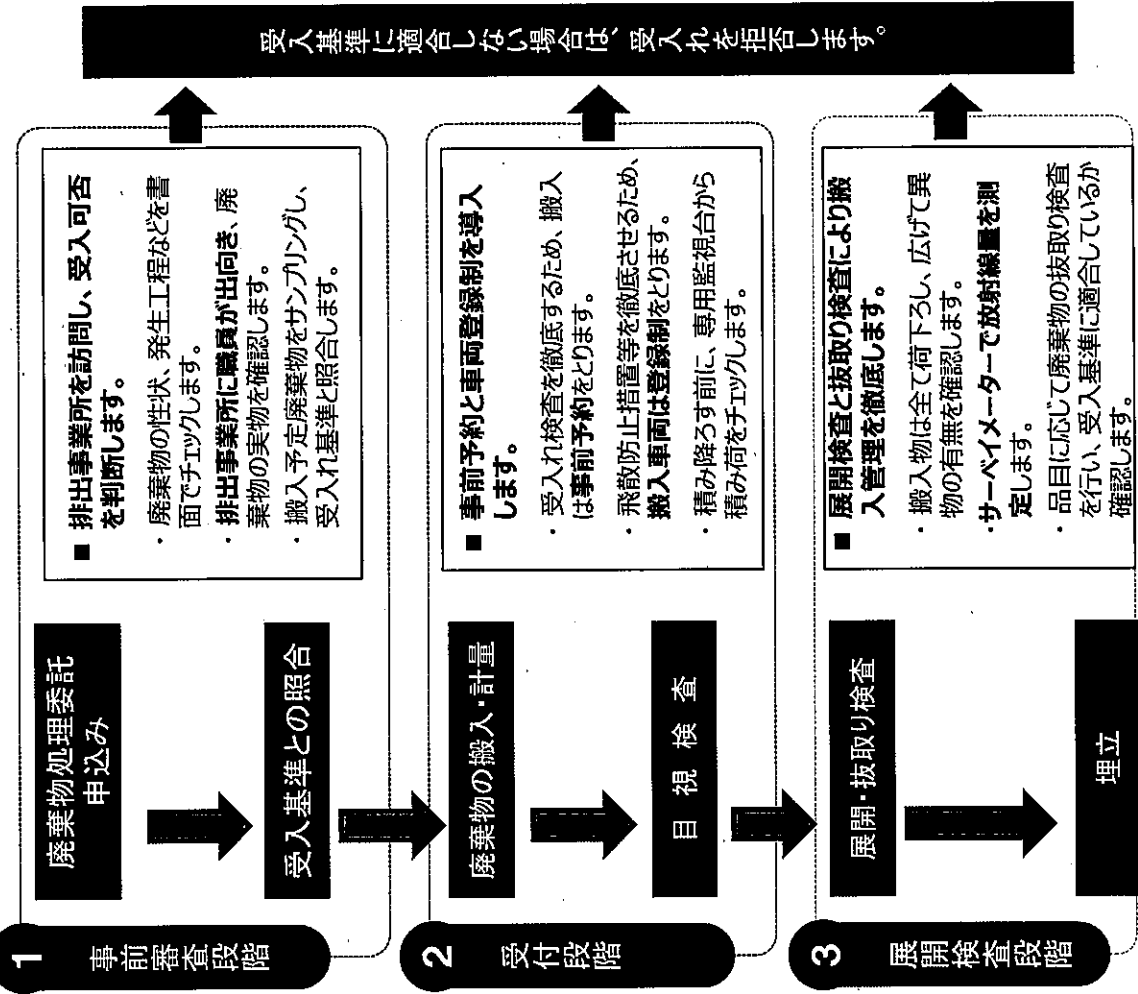 1
事前審査段階
廃棄物処理委託
申込み
受入基準との照合
■ 排出事業所を訪問し、受入可否
を判断します。
・ 廃棄物の性状、発生工程などを書
面でチェックします。
・ 排出事業所に職員が出向き、廃
棄物の実物を確認します。
・ 搬入予定廃棄物をサンプリングし、
受入れ基準と照合します。
2
受付段階
廃棄物の搬入・計量
目 視 検 査
■ 事前予約と車両登録制を導入
します。
・ 受入れ検査を徹底するため、搬入
は事前予約をとります。
・ 飛散防止措置等を徹底させるため、
搬入車両は登録制をとります。
・ 積み降ろす前に、専用監視台から
積み荷をチェックします。
3
展開検査段階
展開・抜取り検査
埋立
■ 展開検査と抜取り検査により搬
入管理を徹底します。
・ 搬入物は全て荷下ろし、広げて異
物の有無を確認します。
・サーベイメーターで放射線量を測
定します。
・ 品目に応じて廃棄物の抜取り検査
を行い、受入基準に適合しているか
確認します。
受入基準に適合しない場合は、受入れを拒否します。